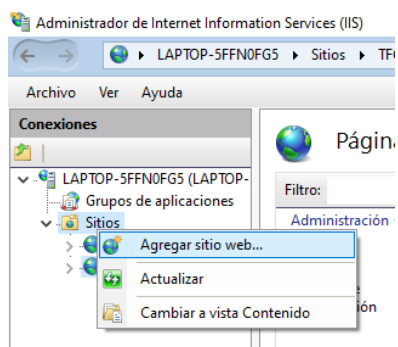 Administrador de Internet Information Services (IIS)
LAPTOP-5FFN0FG5 Sitios
Archivo Ver Ayuda
Conexiones
LAPTOP-5FFN0FG5 (LAPTOP-
Grupos de aplicaciones
Sitios
Agregar sitio web...
Actualizar
Cambiar a vista Contenido
Filtro:
Administración